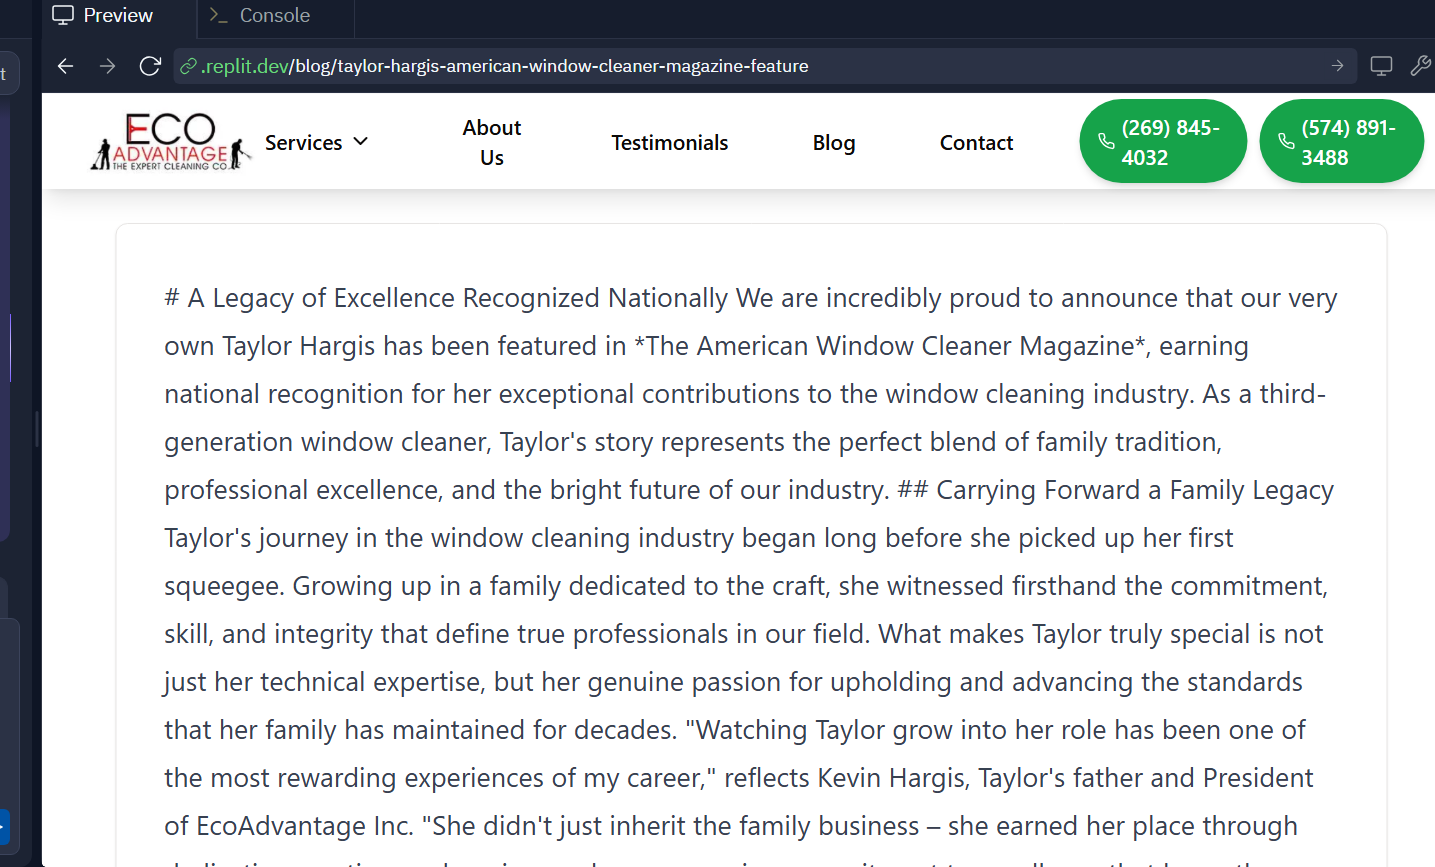 Preview
Console
t
.replit.dev/blog/taylor-hargis-american-window-cleaner-magazine-feature
ECO
ADVANTAGE
THE EXPERT CLEANING CO.
Services
About
Us
Testimonials
Blog
Contact
(269) 845-
4032
(574) 891-
3488
# A Legacy of Excellence Recognized Nationally We are incredibly proud to announce that our very
own Taylor Hargis has been featured in *The American Window Cleaner Magazine*, earning
national recognition for her exceptional contributions to the window cleaning industry. As a third-
generation window cleaner, Taylor's story represents the perfect blend of family tradition,
professional excellence, and the bright future of our industry. ## Carrying Forward a Family Legacy
Taylor's journey in the window cleaning industry began long before she picked up her first
squeegee. Growing up in a family dedicated to the craft, she witnessed firsthand the commitment,
skill, and integrity that define true professionals in our field. What makes Taylor truly special is not
just her technical expertise, but her genuine passion for upholding and advancing the standards
that her family has maintained for decades. "Watching Taylor grow into her role has been one of
the most rewarding experiences of my career," reflects Kevin Hargis, Taylor's father and President
of EcoAdvantage Inc. "She didn't just inherit the family business – she earned her place through